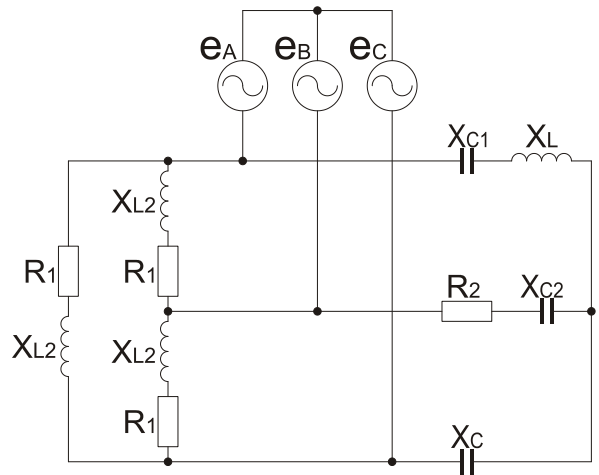 eA eB eC
XC1 XL
XL2
R1 R1 R2 XC2
XL2 XL2
R1
XC